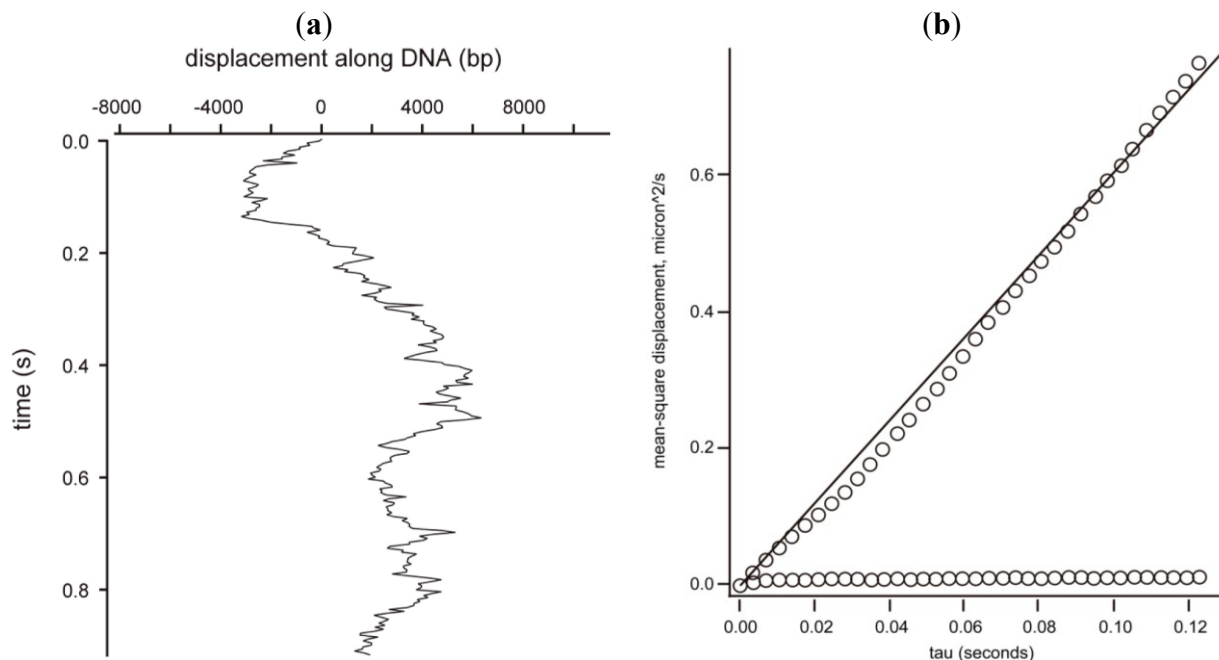 (a)
displacement along DNA (bp)
-8000 -4000 0 4000 8000
0.0
0.2
0.4
0.6
0.8
time (s)
(b)
mean-square displacement, micron^2/s
0.6
0.4
0.2
0.0
0.00 0.02 0.04 0.06 0.08 0.10 0.12
tau (seconds)